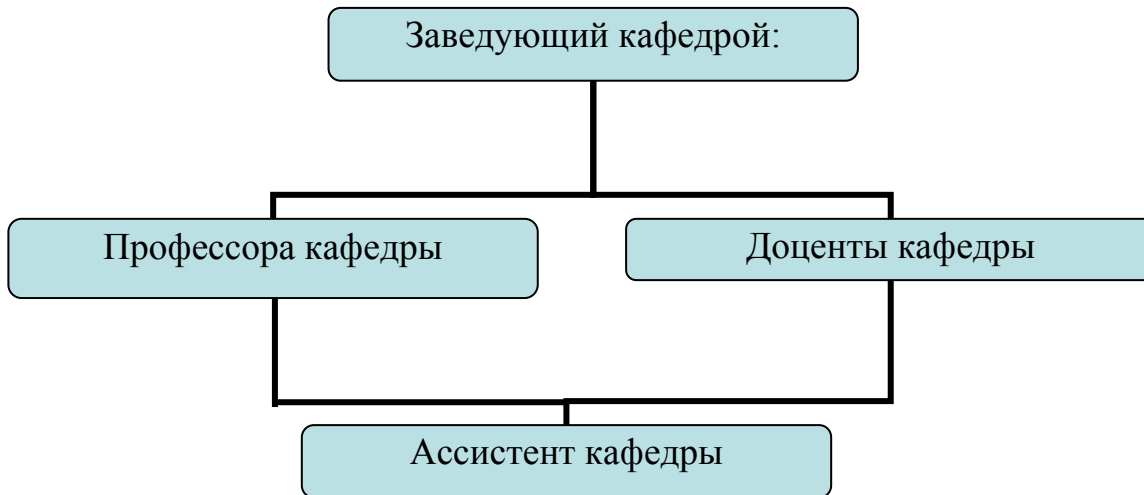 Заведующий кафедрой:
Профессора кафедры
Доценты кафедры
Ассистент кафедры